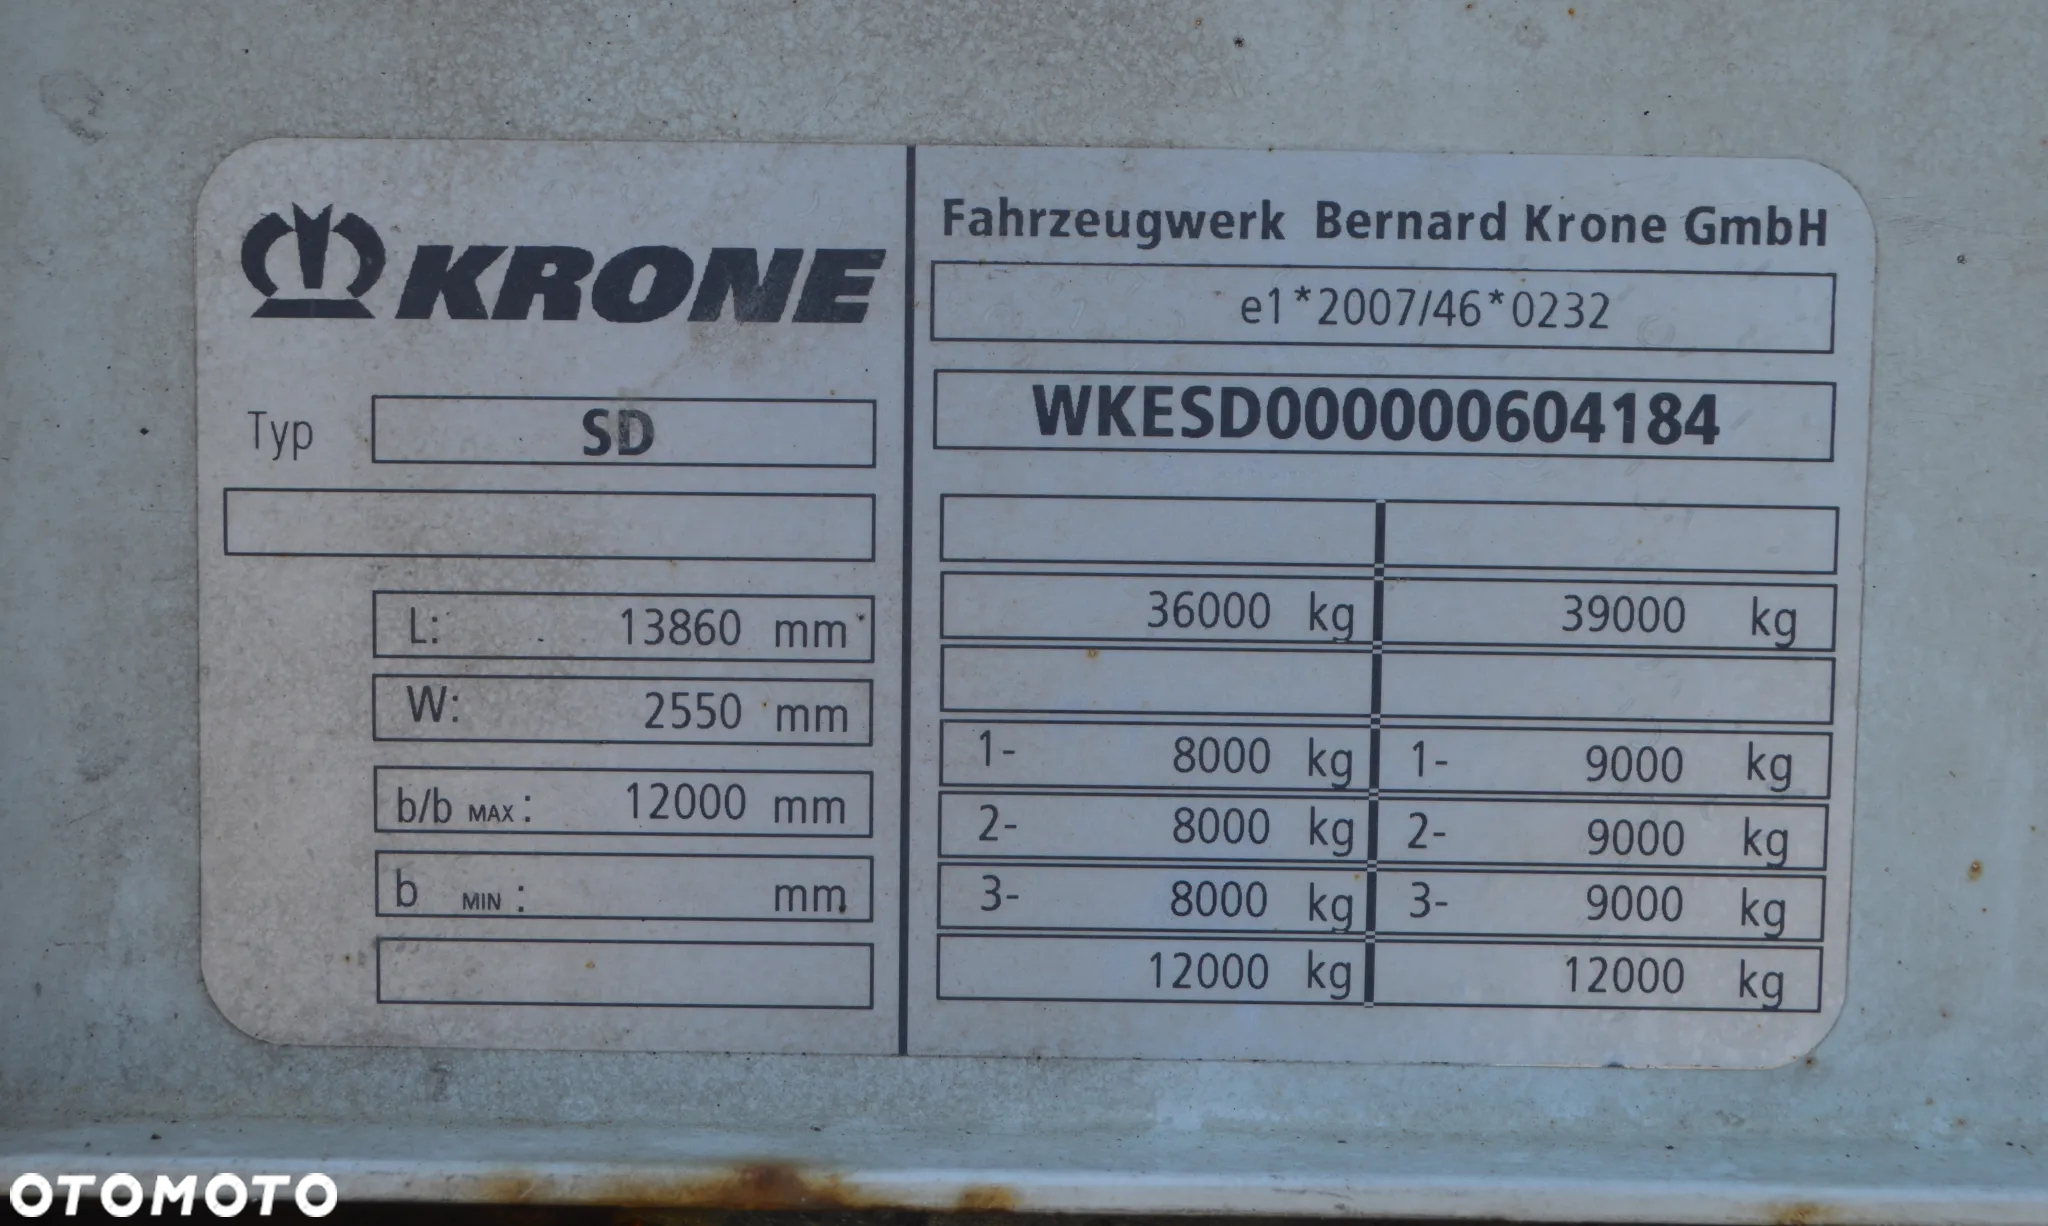 KRONE
Typ SD
L: 13860 mm
W: 2550 mm
b/b MAX : 12000 mm
b MIN : mm
Fahrzeugwerk Bernard Krone GmbH
e1*2007/46*0232
WKESD000000604184
36000 kg 39000 kg
1- 8000 kg 1- 9000 kg
2- 8000 kg 2- 9000 kg
3- 8000 kg 3- 9000 kg
12000 kg 12000 kg
OTOMOTO